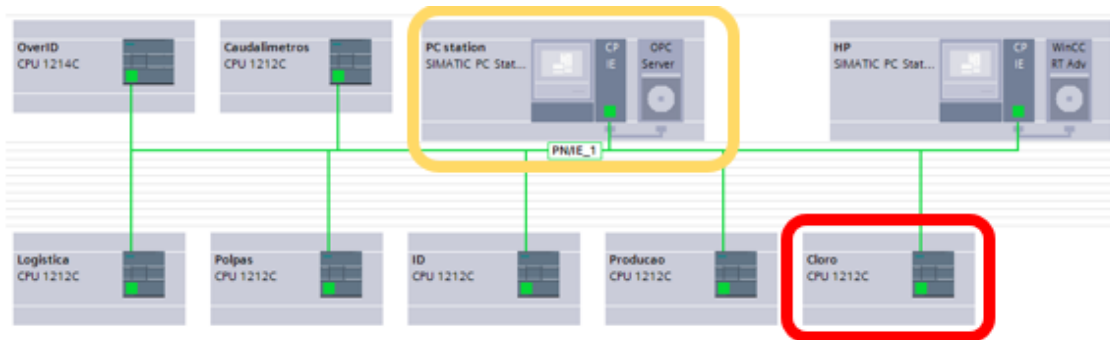 OverID
CPU 1214C
Caudalimetros
CPU 1212C
PC station
SIMATIC PC Stat...
CP
IE
OPC
Server
HP
SIMATIC PC Stat...
CP
IE
WinCC
RT Adv
PN/IE_1
Logistica
CPU 1212C
Polpas
CPU 1212C
ID
CPU 1212C
Producao
CPU 1212C
Cloro
CPU 1212C